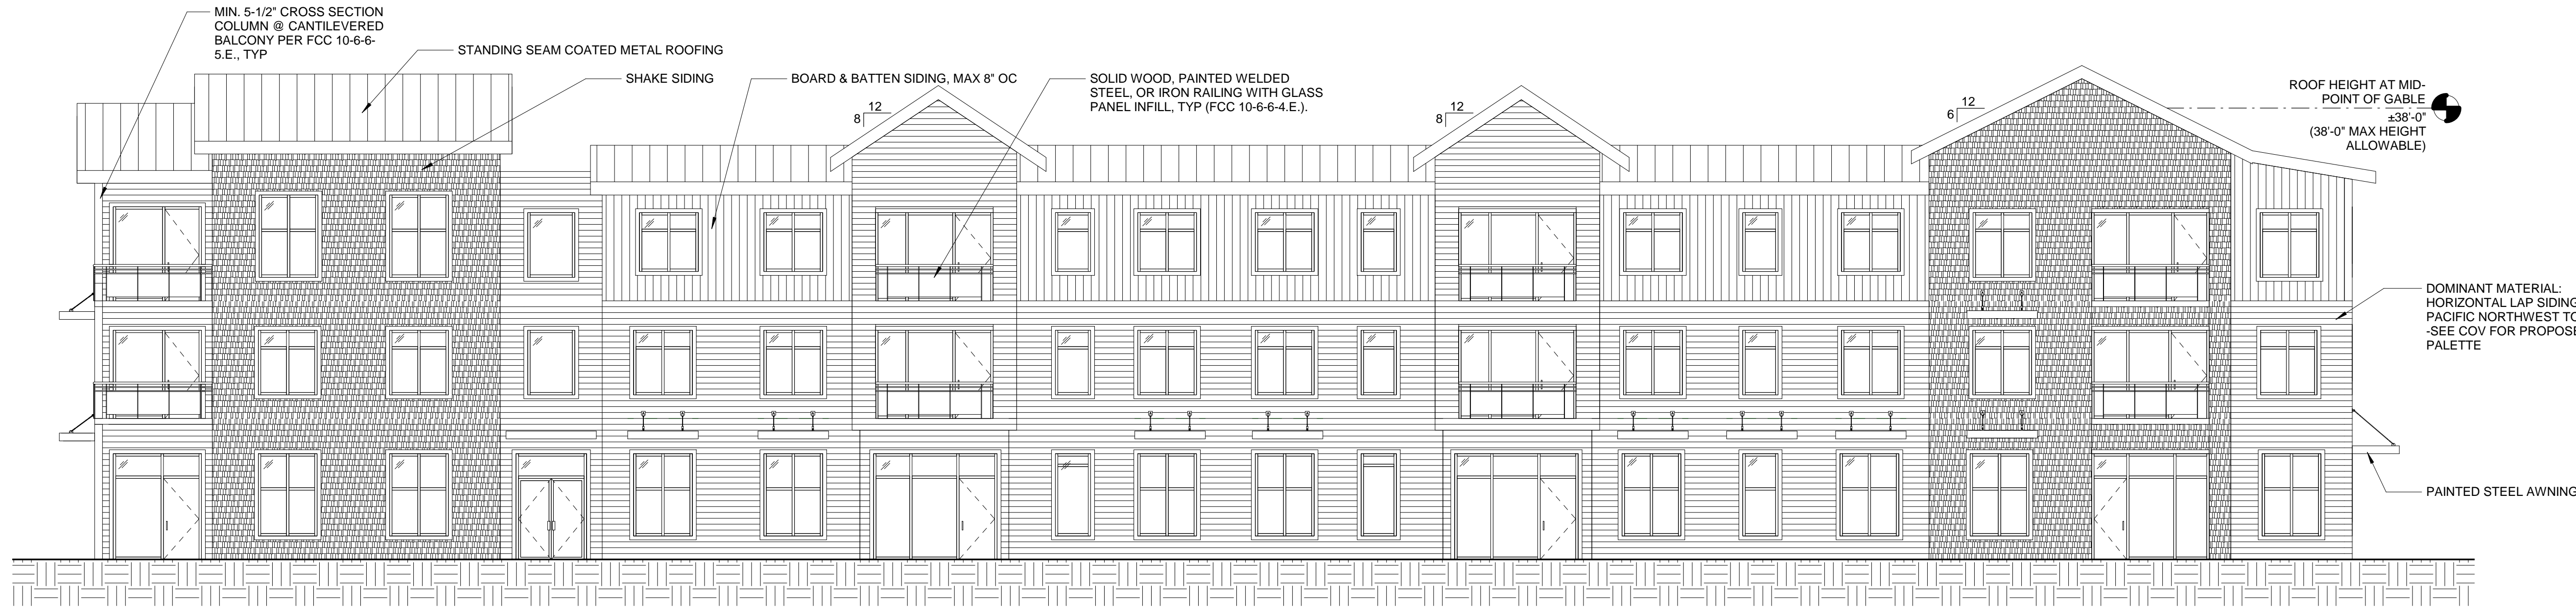 MIN. 5-1/2" CROSS SECTION
COLUMN @ CANTILEVERED
BALCONY PER FCC 10-6-6-
5.E., TYP
STANDING SEAM COATED METAL ROOFING
SHAKE SIDING
BOARD & BATTEN SIDING, MAX 8" OC
SOLID WOOD, PAINTED WELDED
STEEL, OR IRON RAILING WITH GLASS
PANEL INFILL, TYP (FCC 10-6-6-4.E.).
12
8
12
8
12
6
ROOF HEIGHT AT MID-
POINT OF GABLE
±38'-0"
(38'-0" MAX HEIGHT
ALLOWABLE)
DOMINANT MATERIAL:
HORIZONTAL LAP SIDING
PACIFIC NORTHWEST TO
-SEE COV FOR PROPOSE
PALETTE
PAINTED STEEL AWNING